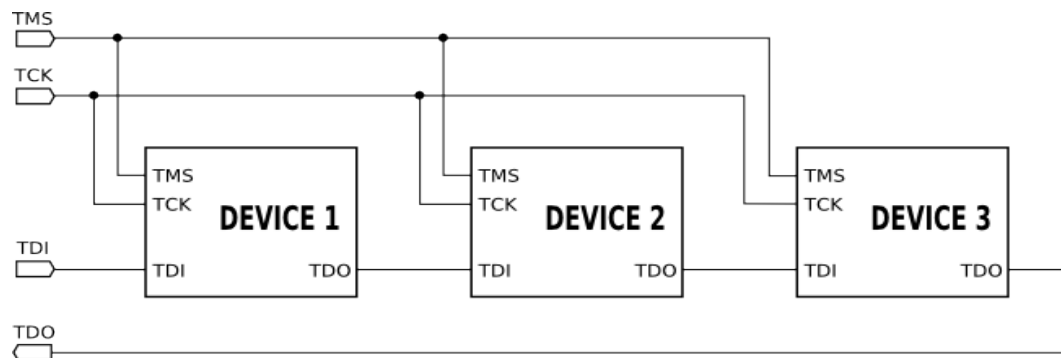 TMS
TCK
TMS
TCK
DEVICE 1
TDI
TDO
TMS
TCK
DEVICE 2
TDI
TDO
TMS
TCK
DEVICE 3
TDI
TDO
TDI
TDO